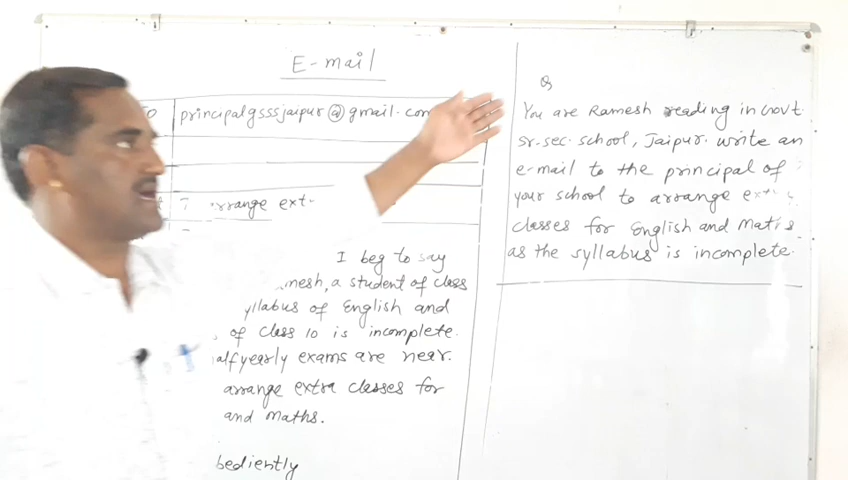 E-mail
To principalgsssjaipur@gmail.com
arrange ext
I beg to say
mesh, a student of class
yllabus of English and
of class 10 is incomplete.
alfyearly exams are near.
arrange extra classes for
and maths.
bediently
Q
You are Ramesh reading in Govt.
Sr. sec. school, Jaipur. write an
e-mail to the principal of
your school to arrange ext
classes for English and Maths
as the syllabus is incomplete.